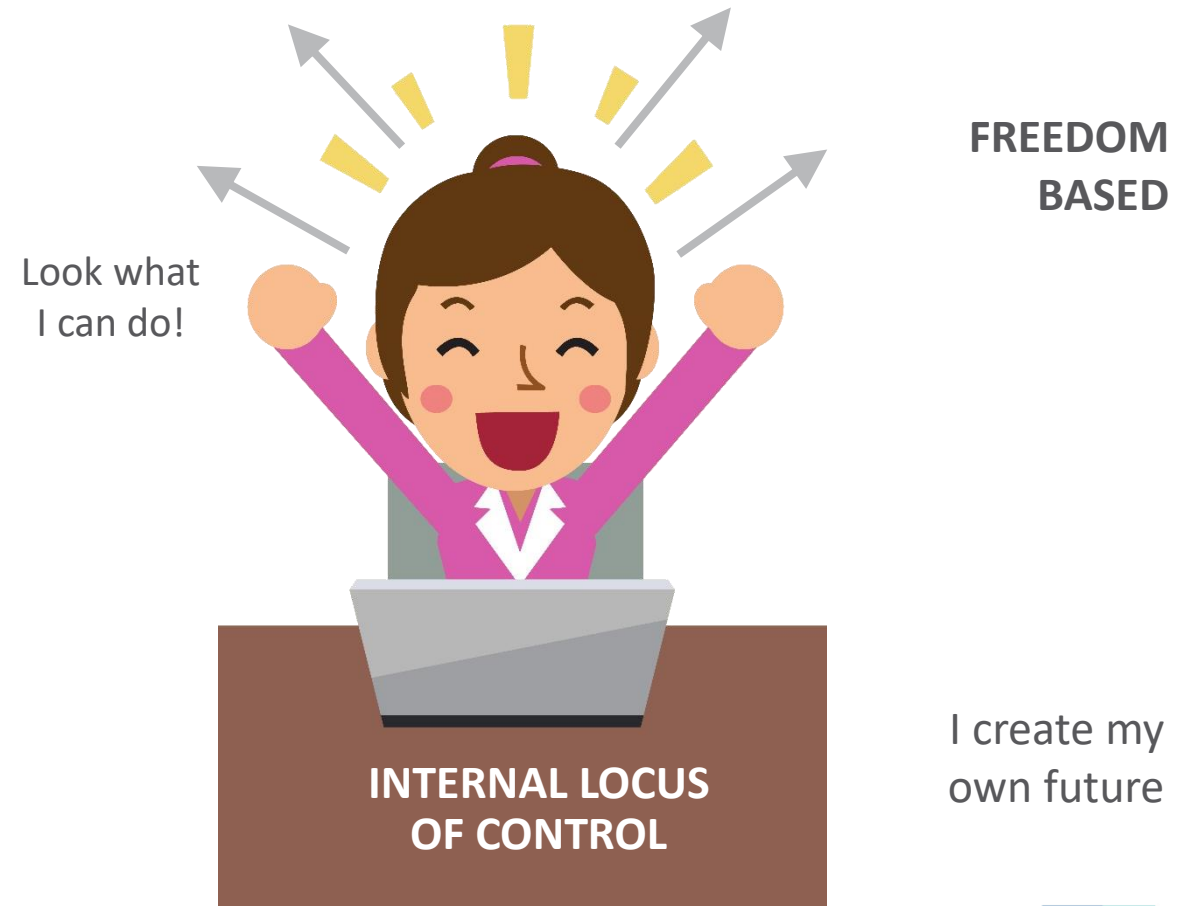 FREEDOM
BASED
Look what
I can do!
I create my
own future
INTERNAL LOCUS
OF CONTROL